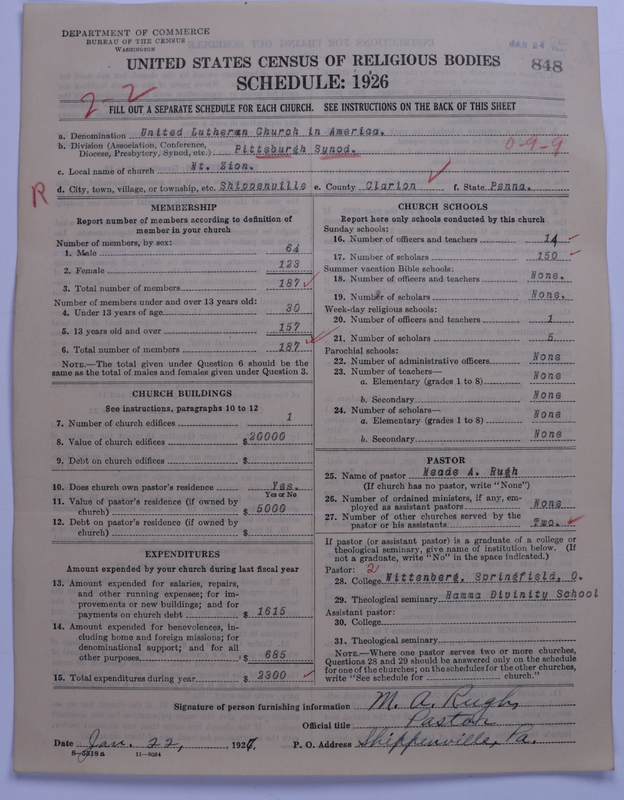 DEPARTMENT OF COMMERCE
BUREAU OF THE CENSUS
WASHINGTON
848
UNITED STATES CENSUS OF RELIGIOUS BODIES
SCHEDULE: 1926
2-2
FILL OUT A SEPARATE SCHEDULE FOR EACH CHURCH. SEE INSTRUCTIONS ON THE BACK OF THIS SHEET
a. Denomination United Lutheran Church in America.
b. Division (Association, Conference, Diocese, Presbytery, Synod, etc.) Pittsburgh Synod. 0-9-9
c. Local name of church Mt. Zion.
R d. City, town, village, or township, etc. Shippenville e. County Clarion f. State Penna.
MEMBERSHIP
Report number of members according to definition of
member in your church
Number of members, by sex:
1. Male 64
2. Female 123
3. Total number of members 187
Number of members under and over 13 years old:
4. Under 13 years of age 30
5. 13 years old and over 157
6. Total number of members 187
NOTE.—The total given under Question 6 should be the
same as the total of males and females given under Question 3.
CHURCH BUILDINGS
See instructions, paragraphs 10 to 12
7. Number of church edifices 1
8. Value of church edifices $20000
9. Debt on church edifices $
10. Does church own pastor's residence Yes.
Yes or No
11. Value of pastor's residence (if owned by
church) $ 5000
12. Debt on pastor's residence (if owned by
church) $
EXPENDITURES
Amount expended by your church during last fiscal year
13. Amount expended for salaries, repairs,
and other running expenses; for im-
provements or new buildings; and for
payments on church debt $ 1615
14. Amount expended for benevolences, in-
cluding home and foreign missions; for
denominational support; and for all
other purposes $ 685
15. Total expenditures during year $ 2300
CHURCH SCHOOLS
Report here only schools conducted by this church
Sunday schools:
16. Number of officers and teachers 14
17. Number of scholars 150
Summer vacation Bible schools:
18. Number of officers and teachers None.
19. Number of scholars None.
Week-day religious schools:
20. Number of officers and teachers 1
21. Number of scholars 5
Parochial schools:
22. Number of administrative officers None
23. Number of teachers—
a. Elementary (grades 1 to 8) None
b. Secondary None
24. Number of scholars—
a. Elementary (grades 1 to 8) None
b. Secondary None
PASTOR
25. Name of pastor Meade A. Rugh
(If church has no pastor, write "None")
26. Number of ordained ministers, if any, em-
ployed as assistant pastors None
27. Number of other churches served by the
pastor or his assistants Two.
If pastor (or assistant pastor) is a graduate of a college or
theological seminary, give name of institution below. (If
not a graduate, write "No" in the space indicated.)
Pastor: 2
28. College Wittenberg, Springfield, O.
29. Theological seminary Hamma Divinity School
Assistant pastor:
30. College
31. Theological seminary
NOTE.—Where one pastor serves two or more churches,
Questions 28 and 29 should be answered only on the schedule
for one of the churches; on the schedules for the other churches,
write "See schedule for church."
Signature of person furnishing information M. A. Rugh,
Official title Pastor
Date Jan. 22, 1927. P. O. Address Shippenville, Pa.
8-5318 a 11-8054